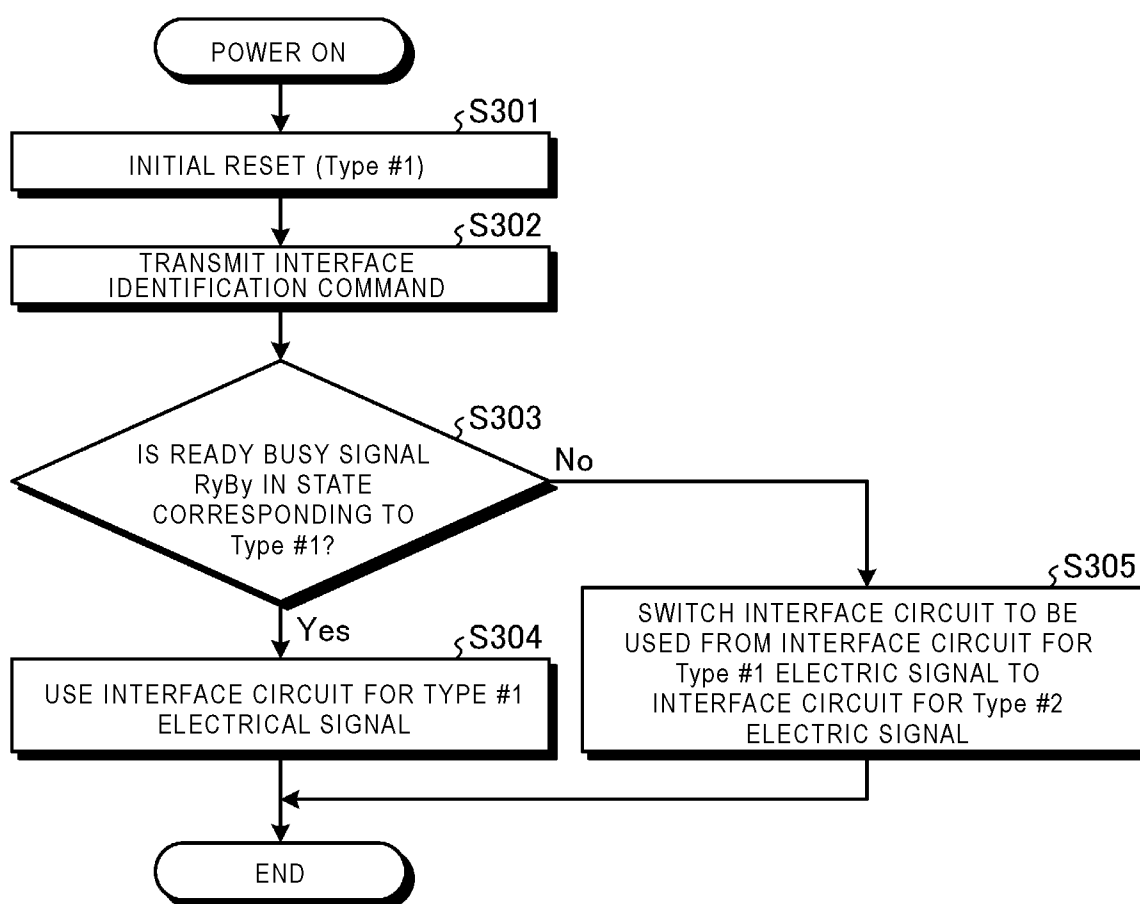 POWER ON
S301
INITIAL RESET (Type #1)
S302
TRANSMIT INTERFACE
IDENTIFICATION COMMAND
S303
IS READY BUSY SIGNAL
RyBy IN STATE
CORRESPONDING TO
Type #1?
No
Yes
S304
USE INTERFACE CIRCUIT FOR TYPE #1
ELECTRICAL SIGNAL
S305
SWITCH INTERFACE CIRCUIT TO BE
USED FROM INTERFACE CIRCUIT FOR
Type #1 ELECTRIC SIGNAL TO
INTERFACE CIRCUIT FOR Type #2
ELECTRIC SIGNAL
END